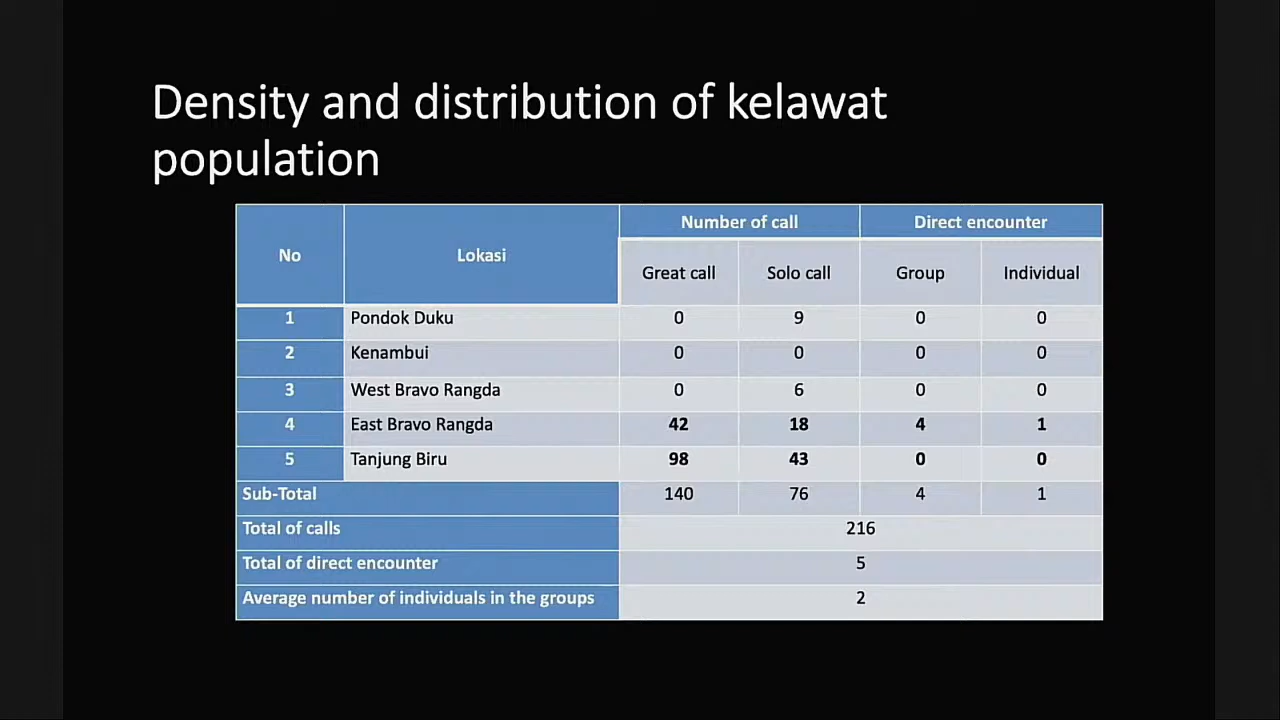 Density and distribution of kelawat
population
No Lokasi Number of call Direct encounter
Great call Solo call Group Individual
1 Pondok Duku 0 9 0 0
2 Kenambui 0 0 0 0
3 West Bravo Rangda 0 6 0 0
4 East Bravo Rangda 42 18 4 1
5 Tanjung Biru 98 43 0 0
Sub-Total 140 76 4 1
Total of calls 216
Total of direct encounter 5
Average number of individuals in the groups 2